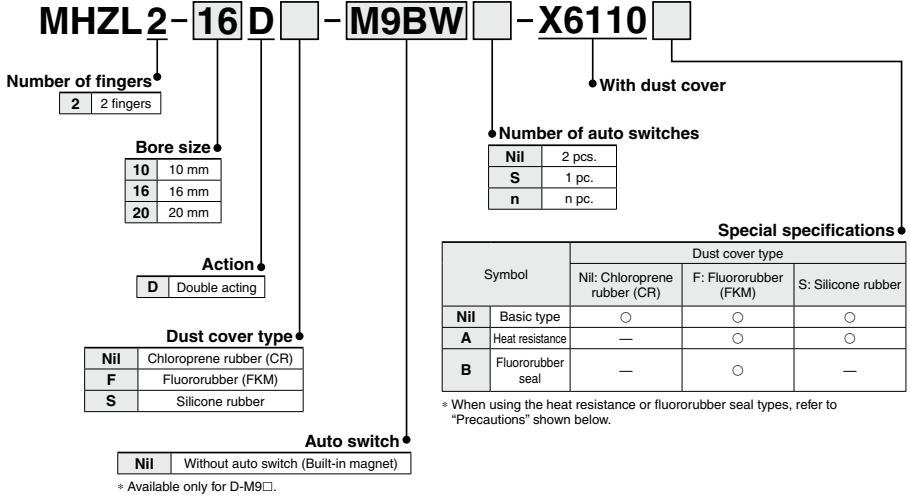 MHZL2-16D□-M9BW□-X6110□
Number of fingers
2 2 fingers
With dust cover
Number of auto switches
Nil 2 pcs.
S 1 pc.
n n pc.
Bore size
10 10 mm
16 16 mm
20 20 mm
Action
D Double acting
Dust cover type
Nil Chloroprene rubber (CR)
F Fluororubber (FKM)
S Silicone rubber
Auto switch
Nil Without auto switch (Built-in magnet)
* Available only for D-M9□.
Special specifications
Symbol
Dust cover type
Nil: Chloroprene rubber (CR)
F: Fluororubber (FKM)
S: Silicone rubber
Nil Basic type ○ ○ ○
A Heat resistance — ○ ○
B Fluororubber seal — ○ —
* When using the heat resistance or fluororubber seal types, refer to
“Precautions” shown below.